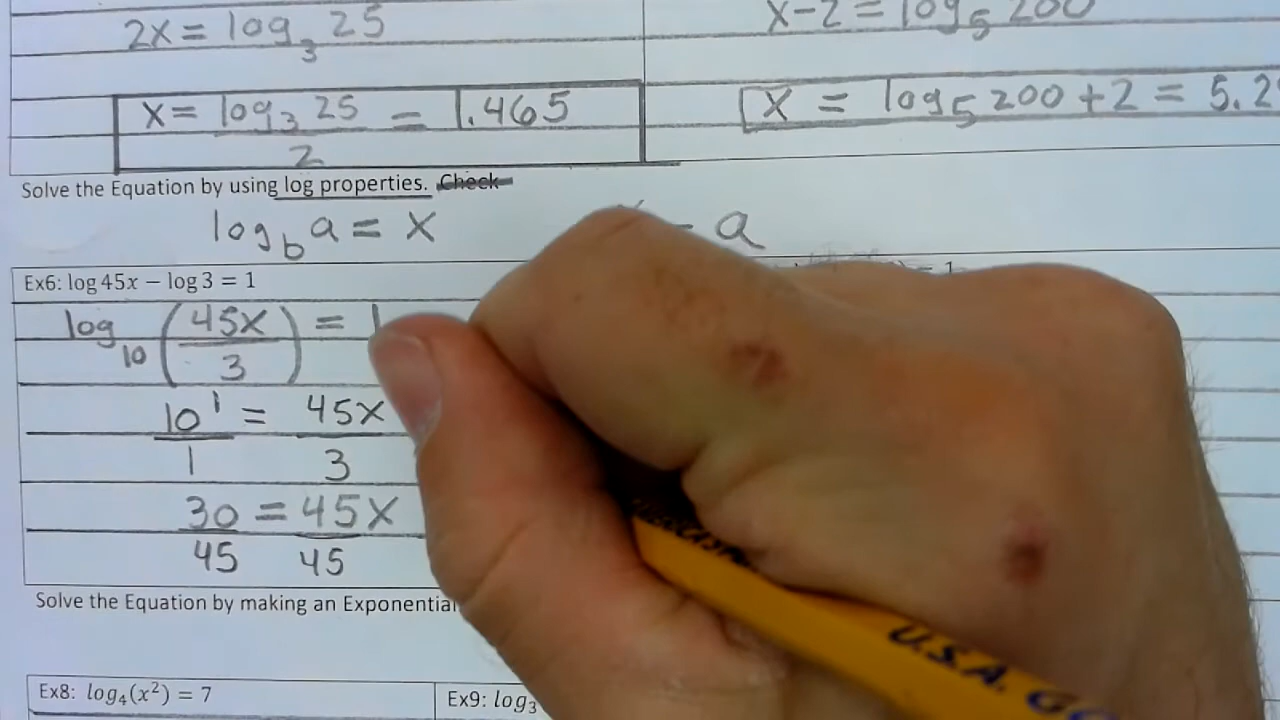 2x = log₃ 25
x-2 = log₅ 200
x = log₃ 25 / 2 = 1.465
x = log₅ 200 + 2 = 5.29
Solve the Equation by using log properties. Check
log_b a = x
= a
Ex6: log 45x − log 3 = 1
= 1
log₁₀ (45x / 3) = 1
10¹ / 1 = 45x / 3
30 / 45 = 45x / 45
Solve the Equation by making an Exponential
U.S.A. G
Ex8: log₄(x²) = 7
Ex9: log₃